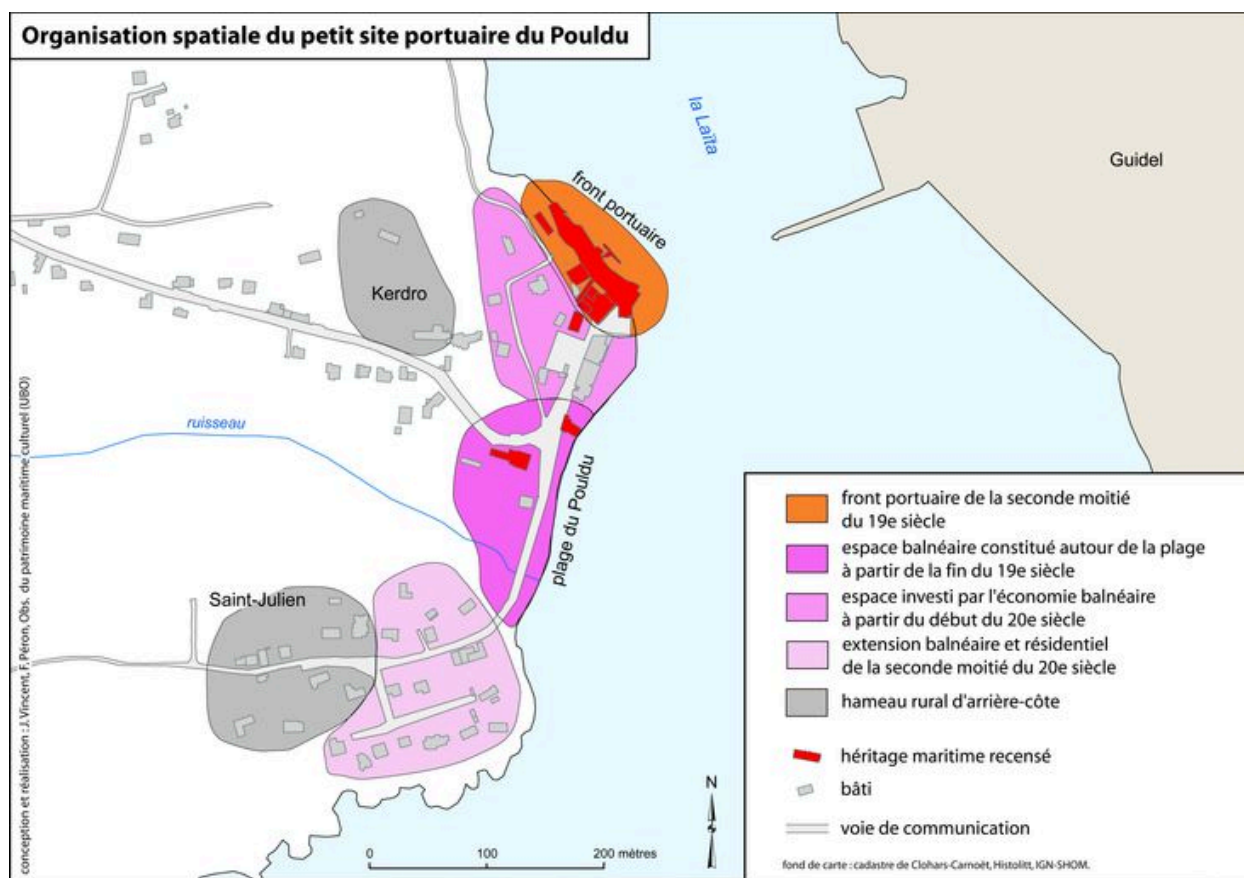 Organisation spatiale du petit site portuaire du Pouldu
la Laïta
Guidel
front portuaire
Kerdro
ruisseau
plage du Pouldu
Saint-Julien
front portuaire de la seconde moitié
du 19e siècle
espace balnéaire constitué autour de la plage
à partir de la fin du 19e siècle
espace investi par l'économie balnéaire
à partir du début du 20e siècle
extension balnéaire et résidentiel
de la seconde moitié du 20e siècle
hameau rural d'arrière-côte
héritage maritime recensé
bâti
voie de communication
fond de carte : cadastre de Clohars-Carnoët, Histolitt, IGN-SHOM.
N
0 100 200 mètres
conception et réalisation : J. Vincent, F. Péron, Obs. du patrimoine maritime culturel (UBO)